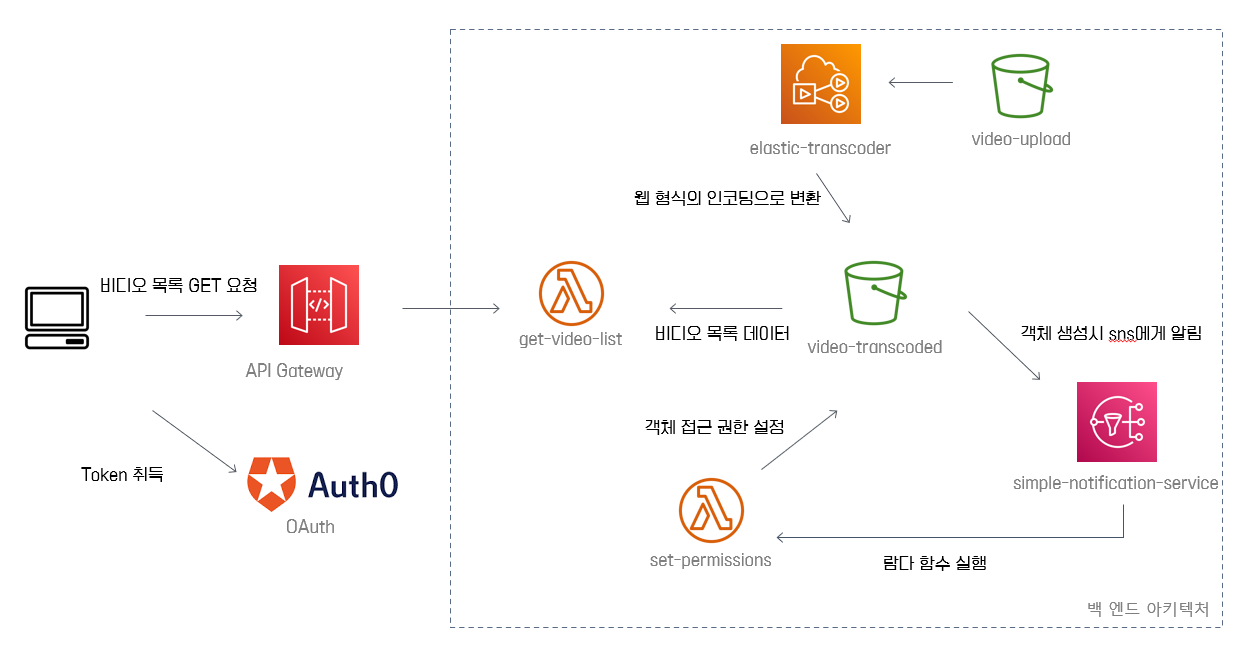 video-upload
elastic-transcoder
웹 형식의 인코딩으로 변환
비디오 목록 GET 요청
API Gateway
get-video-list
비디오 목록 데이터
video-transcoded
객체 생성시 sns에게 알림
객체 접근 권한 설정
Token 취득
Auth0
OAuth
simple-notification-service
set-permissions
람다 함수 실행
백 엔드 아키텍처